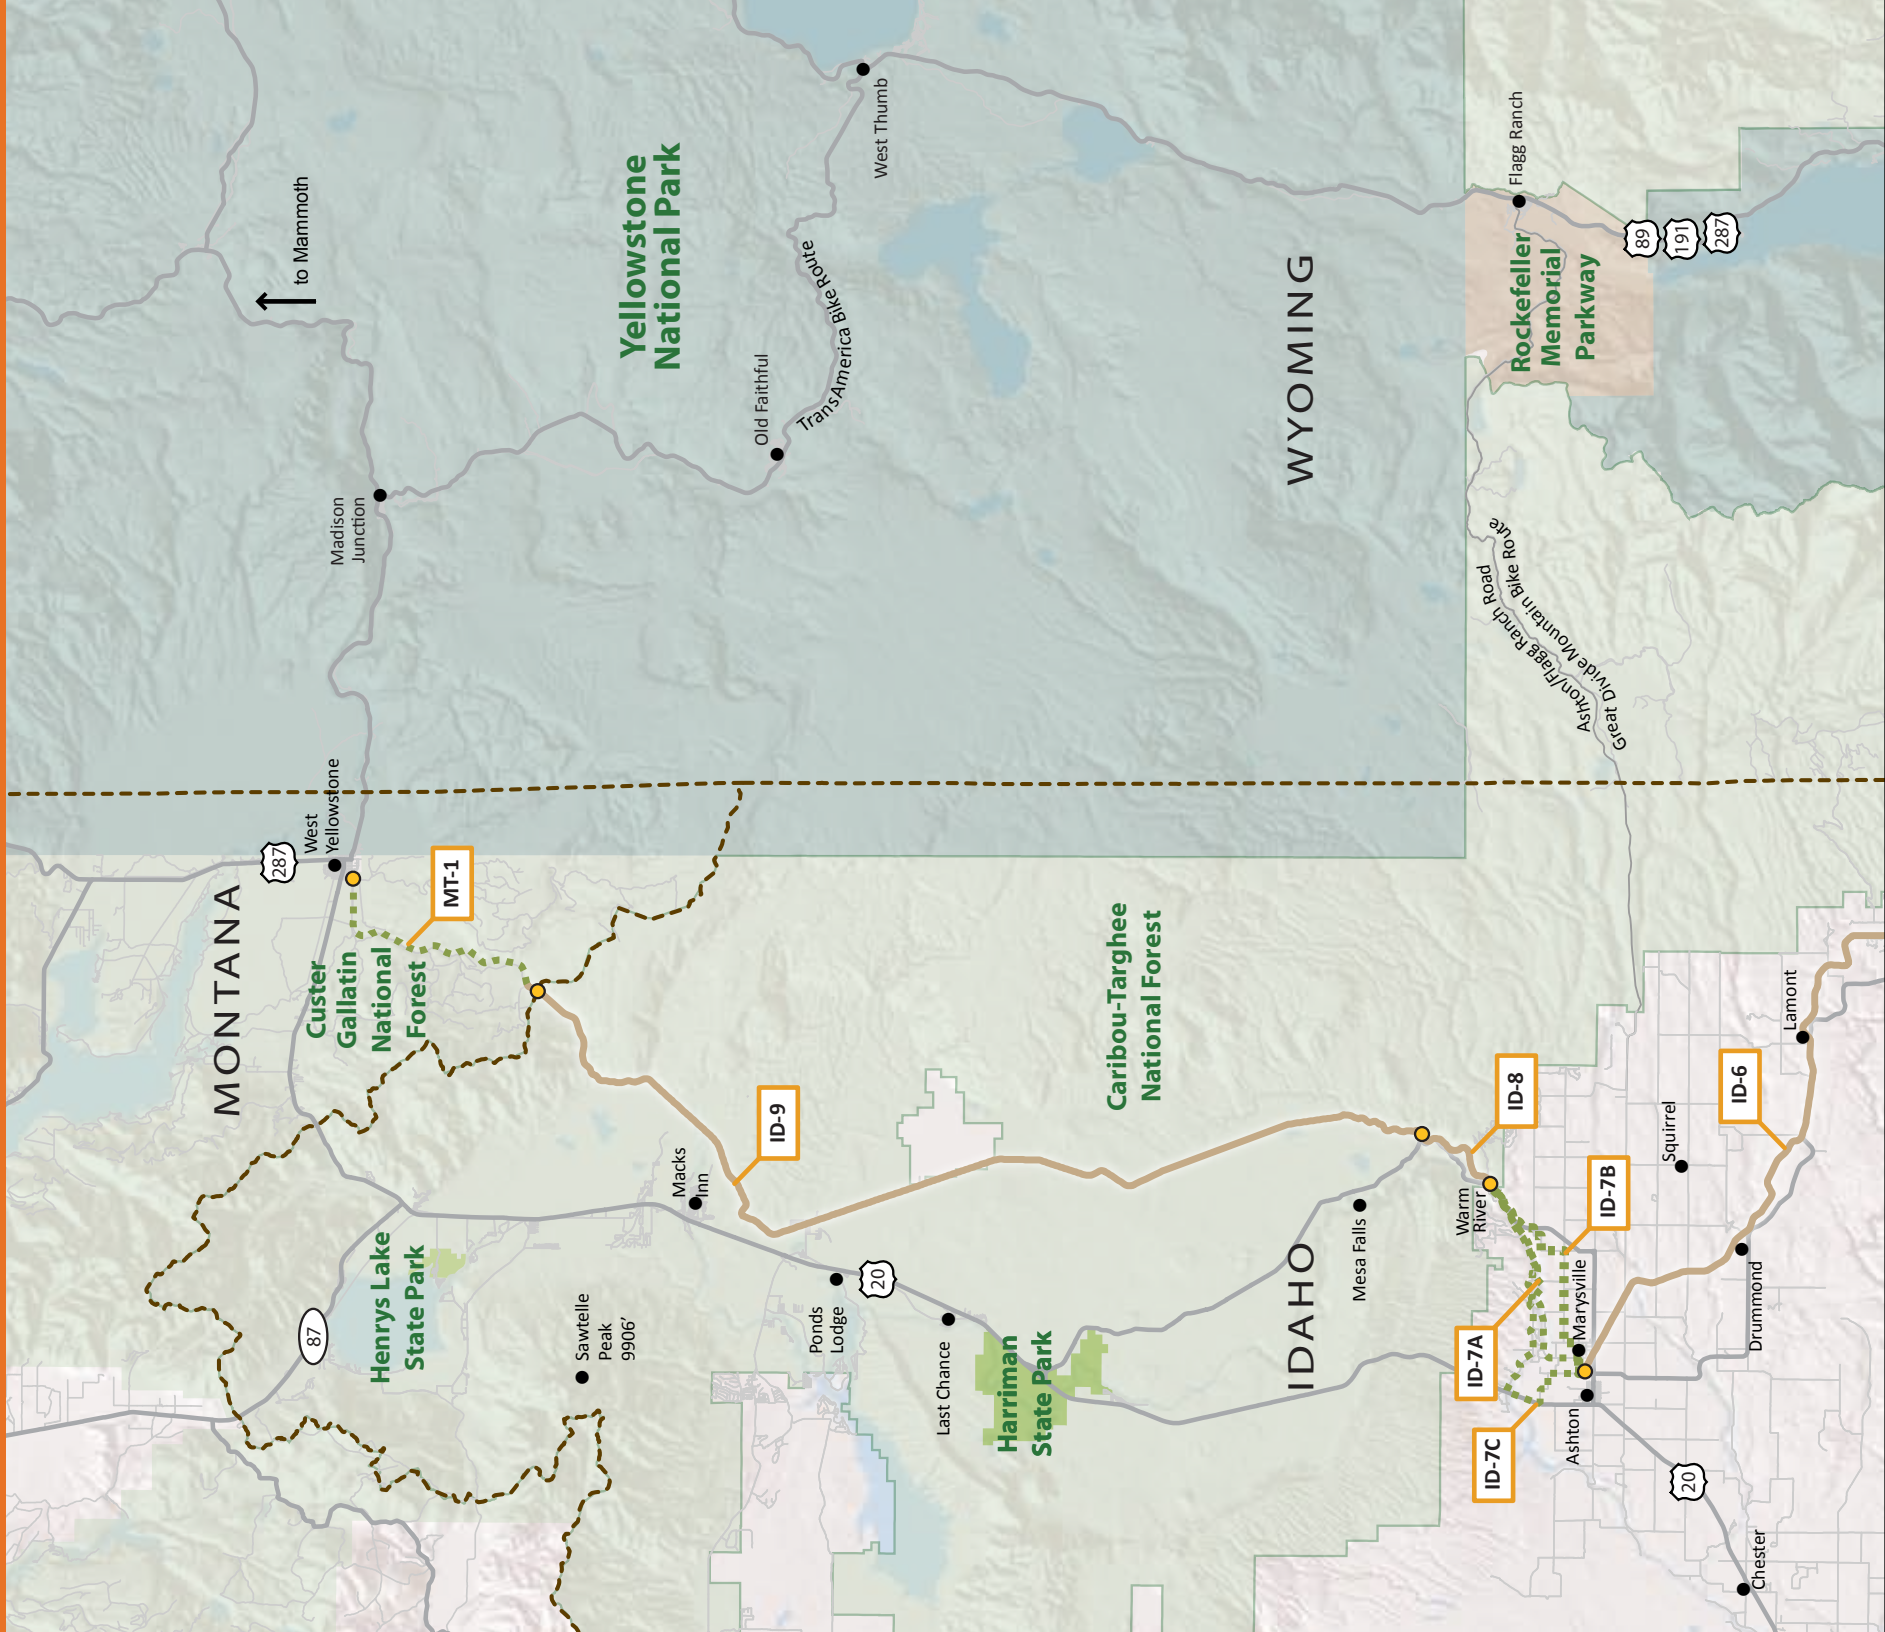 to Mammoth
Yellowstone
National Park
West Thumb
Old Faithful
TransAmerica Bike Route
Madison
Junction
WYOMING
Flagg Ranch
Rockefeller
Memorial
Parkway
89
191
287
Ashton/Flagg Ranch Road
Great Divide Mountain Bike Route
287
West
Yellowstone
MT-1
MONTANA
Custer
Gallatin
National
Forest
Caribou-Targhee
National Forest
ID-9
Macks
Inn
87
Henrys Lake
State Park
Sawtelle
Peak
9906’
Ponds
Lodge
20
Last Chance
Harriman
State Park
IDAHO
Mesa Falls
Warm
River
ID-8
ID-7B
ID-7A
ID-7C
Marysville
Ashton
Squirrel
ID-6
Lamont
Drummond
20
Chester